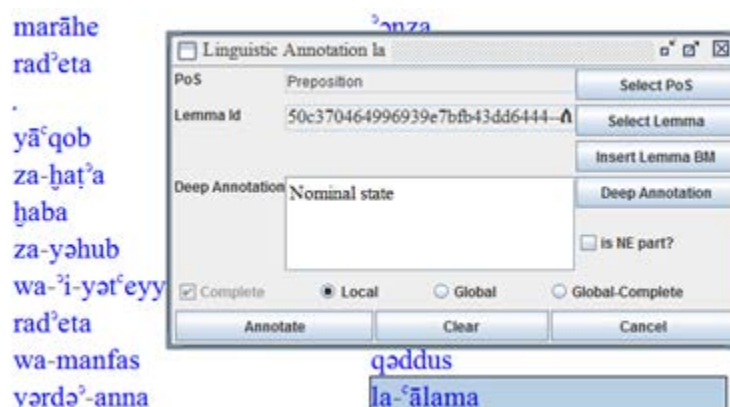 marāhe ʾənza
radʾeta
.
yāʿqob
za-ḫaṭʾa
ḫaba
za-yəhub
wa-ʾi-yətʿeyy
radʾeta
wa-manfas qəddus
yərdəʾ-anna la-ʿālama
Linguistic Annotation la
PoS Preposition Select PoS
Lemma Id 50c370464996939e7bfb43dd6444-- Select Lemma
Insert Lemma BM
Deep Annotation Nominal state Deep Annotation
is NE part?
Complete Local Global Global-Complete
Annotate Clear Cancel